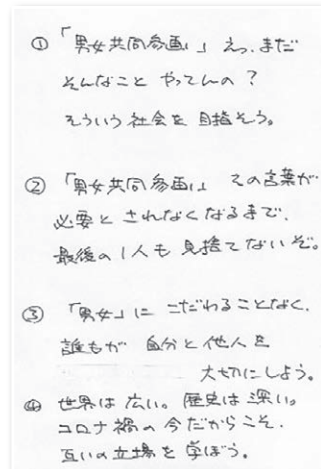 ① 「男女共同参画」」 えっ、まだ
そんなこと やってんの？
そういう社会を 目指そう。
② 「男女共同参画」、 その言葉が
必要と されなくなるまで、
最後の1人も 見捨てないぞ。
③ 「男女」に こだわることなく、
誰もが 自分と他人を
大切にしよう。
④ 世界は 広い。 歴史は 深い。
コロナ禍の今だからこそ、
互いの立場を 学ぼう。